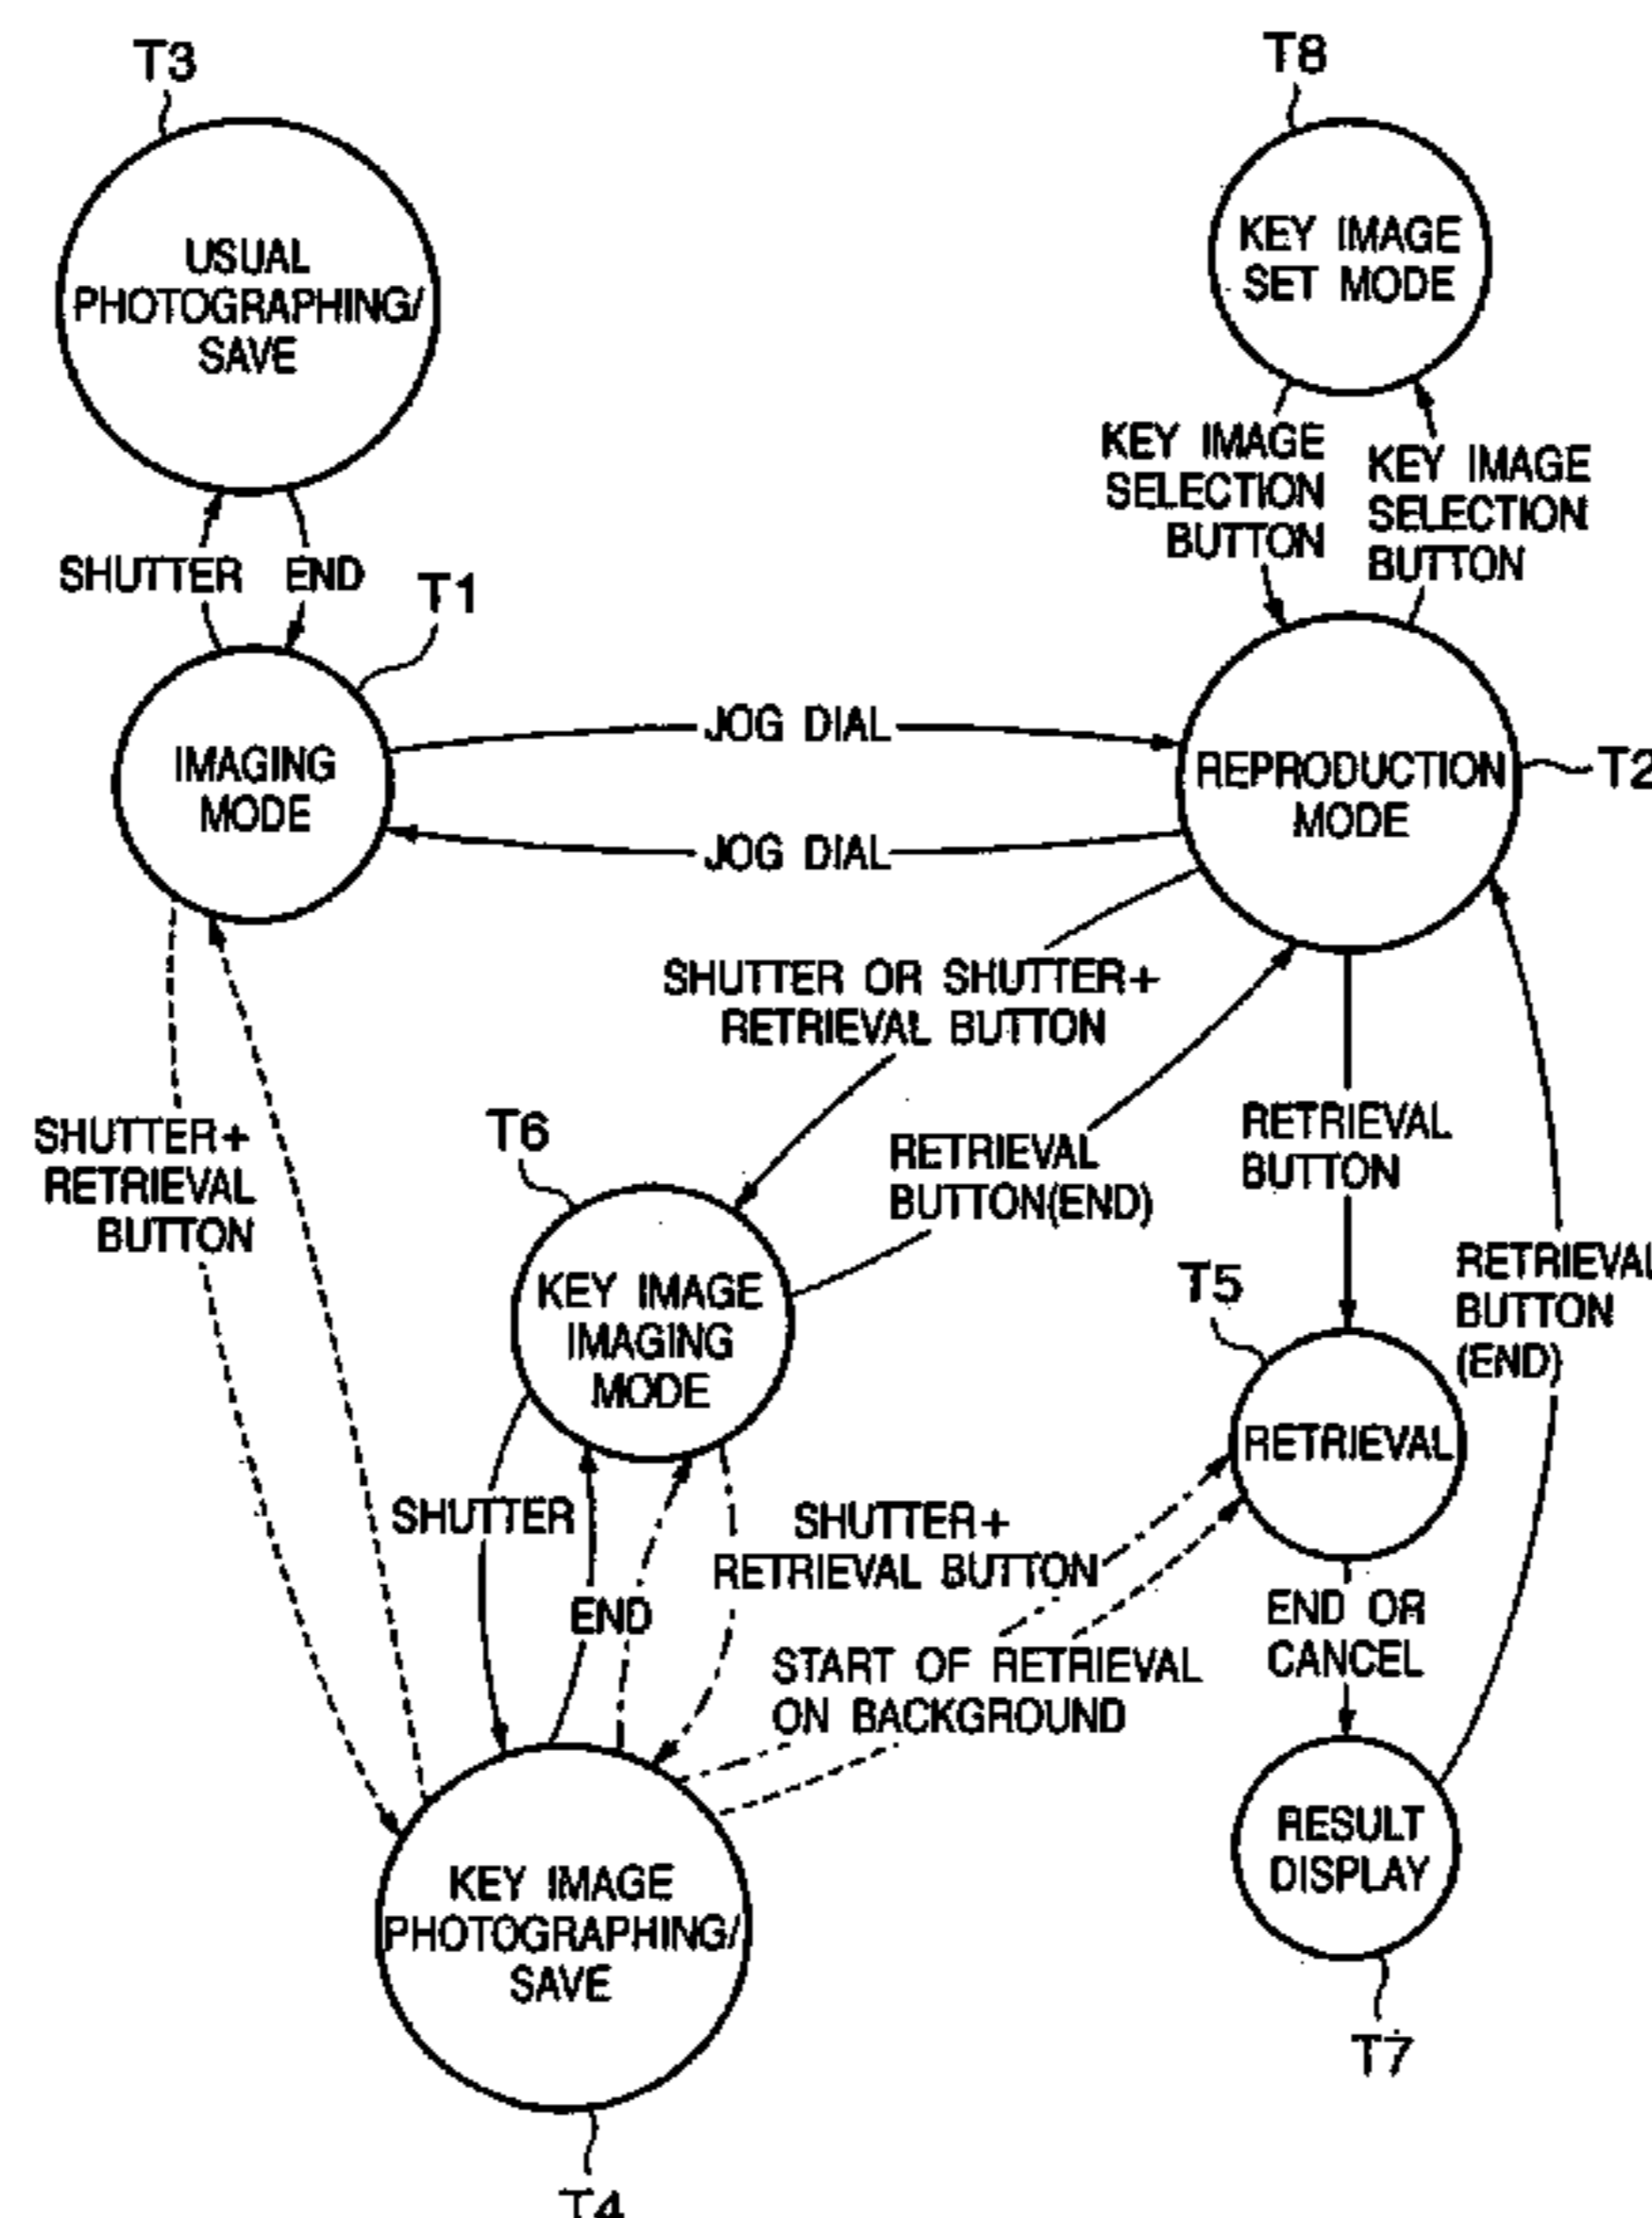 T3
T8
USUAL
PHOTOGRAPHING/
SAVE
KEY IMAGE
SET MODE
KEY IMAGE
SELECTION
BUTTON
KEY IMAGE
SELECTION
BUTTON
SHUTTER
END
T1
JOG DIAL
IMAGING
MODE
REPRODUCTION
MODE
T2
JOG DIAL
SHUTTER OR SHUTTER+
RETRIEVAL BUTTON
SHUTTER+
RETRIEVAL
BUTTON
T6
RETRIEVAL
BUTTON(END)
RETRIEVAL
BUTTON
T5
RETRIEVAL
BUTTON
(END)
KEY IMAGE
IMAGING
MODE
RETRIEVAL
SHUTTER
SHUTTER+
RETRIEVAL BUTTON
END
END OR
CANCEL
START OF RETRIEVAL
ON BACKGROUND
RESULT
DISPLAY
KEY IMAGE
PHOTOGRAPHING/
SAVE
T7
T4